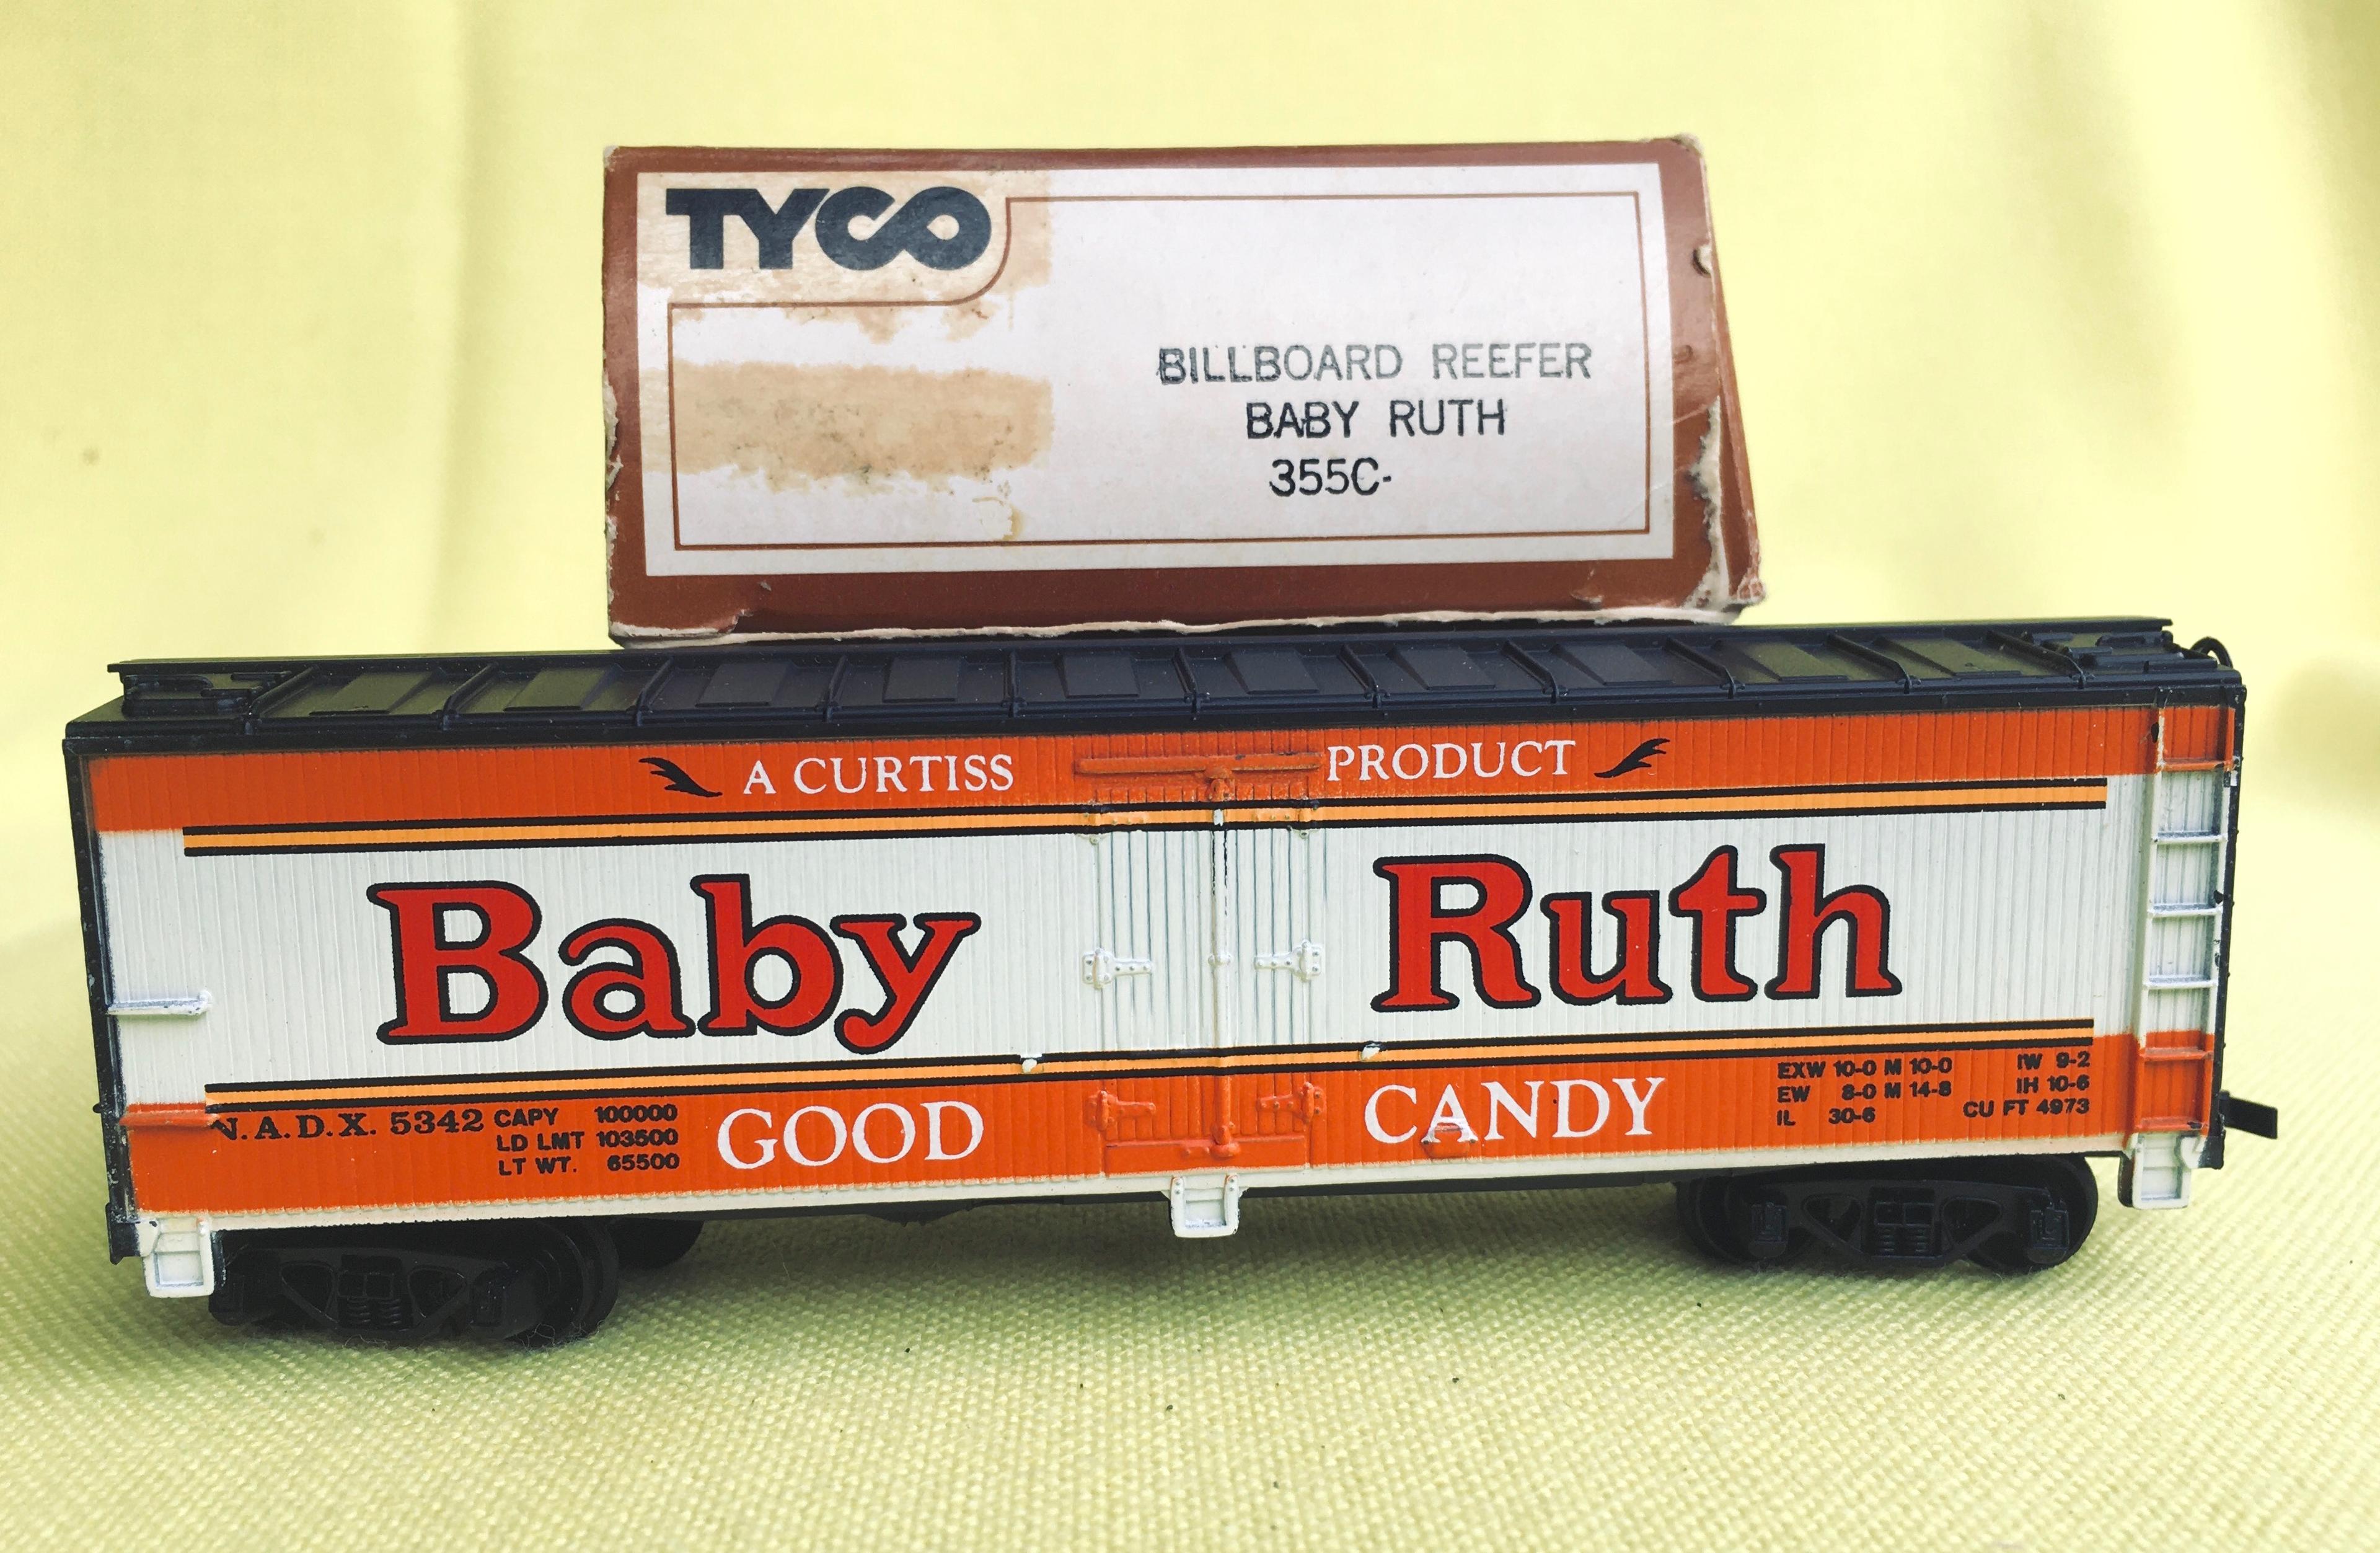 TYCO
BILLBOARD REEFER
BABY RUTH
355C-
A CURTISS PRODUCT
Baby Ruth
N.A.D.X. 5342
CAPY 100000
LD LMT 103500
LT WT. 65500
GOOD CANDY
EXW 10-0 M 10-0 IW 9-2
EW 8-0 M 14-8 IH 10-6
IL 30-6 CU FT 4973